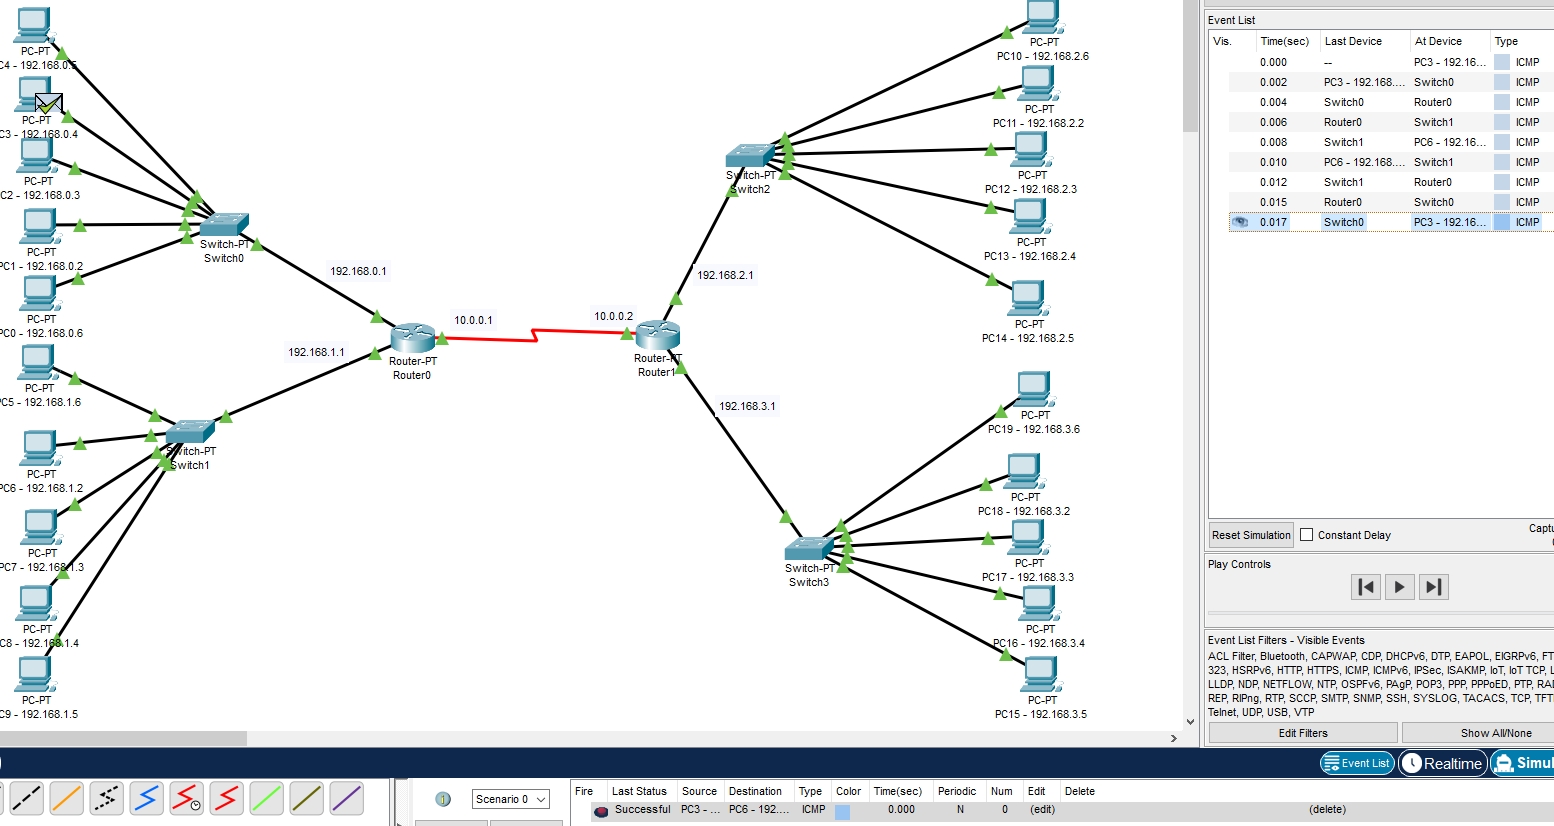 PC-PT
C4 - 192.168.0.5
PC-PT
C3 - 192.168.0.4
PC-PT
C2 - 192.168.0.3
PC-PT
PC1 - 192.168.0.2
PC-PT
PC0 - 192.168.0.6
PC-PT
PC5 - 192.168.1.6
PC-PT
PC6 - 192.168.1.2
PC-PT
PC7 - 192.168.1.3
PC-PT
C8 - 192.168.1.4
PC-PT
C9 - 192.168.1.5
Switch-PT
Switch0
Switch-PT
Switch1
192.168.0.1
192.168.1.1
10.0.0.1
Router-PT
Router0
10.0.0.2
Router-PT
Router1
192.168.2.1
192.168.3.1
Switch-PT
Switch2
Switch-PT
Switch3
PC-PT
PC10 - 192.168.2.6
PC-PT
PC11 - 192.168.2.2
PC-PT
PC12 - 192.168.2.3
PC-PT
PC13 - 192.168.2.4
PC-PT
PC14 - 192.168.2.5
PC-PT
PC19 - 192.168.3.6
PC-PT
PC18 - 192.168.3.2
PC-PT
PC17 - 192.168.3.3
PC-PT
PC16 - 192.168.3.4
PC-PT
PC15 - 192.168.3.5
Event List
Vis. Time(sec) Last Device At Device Type
0.000 -- PC3 - 192.16... ICMP
0.002 PC3 - 192.168.... Switch0 ICMP
0.004 Switch0 Router0 ICMP
0.006 Router0 Switch1 ICMP
0.008 Switch1 PC6 - 192.16... ICMP
0.010 PC6 - 192.168.... Switch1 ICMP
0.012 Switch1 Router0 ICMP
0.015 Router0 Switch0 ICMP
0.017 Switch0 PC3 - 192.16... ICMP
Reset Simulation Constant Delay Captu
Play Controls
Event List Filters - Visible Events
ACL Filter, Bluetooth, CAPWAP, CDP, DHCPv6, DTP, EAPOL, EIGRPv6, FT
323, HSRPv6, HTTP, HTTPS, ICMP, ICMPv6, IPSec, ISAKMP, IoT, IoT TCP, L
LLDP, NDP, NETFLOW, NTP, OSPFv6, PAgP, POP3, PPP, PPPoED, PTP, RAD
REP, RIPng, RTP, SCCP, SMTP, SNMP, SSH, SYSLOG, TACACS, TCP, TFT
Telnet, UDP, USB, VTP
Edit Filters Show All/None
Event List Realtime Simul
Scenario 0
Fire Last Status Source Destination Type Color Time(sec) Periodic Num Edit Delete
Successful PC3 - ... PC6 - 192.... ICMP 0.000 N 0 (edit) (delete)